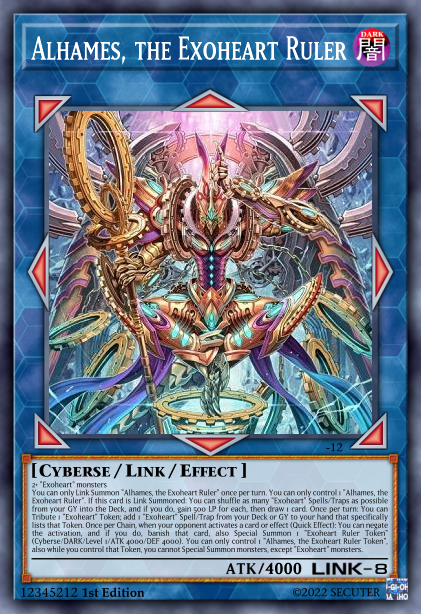 ALHAMES, THE EXOHEART RULER
DARK
闇
-12
[CYBERSE / LINK / EFFECT ]
2+ "Exoheart" monsters
You can only Link Summon "Alhames, the Exoheart Ruler" once per turn. You can only control 1 "Alhames, the
Exoheart Ruler". If this card is Link Summoned: You can shuffle as many "Exoheart" Spells/Traps as possible
from your GY into the Deck, and if you do, gain 500 LP for each, then draw 1 card. Once per turn: You can
Tribute 1 "Exoheart" Token; add 1 "Exoheart" Spell/Trap from your Deck or GY to your hand that specifically
lists that Token. Once per Chain, when your opponent activates a card or effect (Quick Effect): You can negate
the activation, and if you do, banish that card, also Special Summon 1 "Exoheart Ruler Token"
(Cyberse/DARK/Level 1/ATK 4000/DEF 4000). You can only control 1 "Alhames, the Exoheart Ruler Token",
also while you control that Token, you cannot Special Summon monsters, except "Exoheart" monsters.
ATK/4000 LINK-8
12345212 1st Edition
©2022 SECUTER